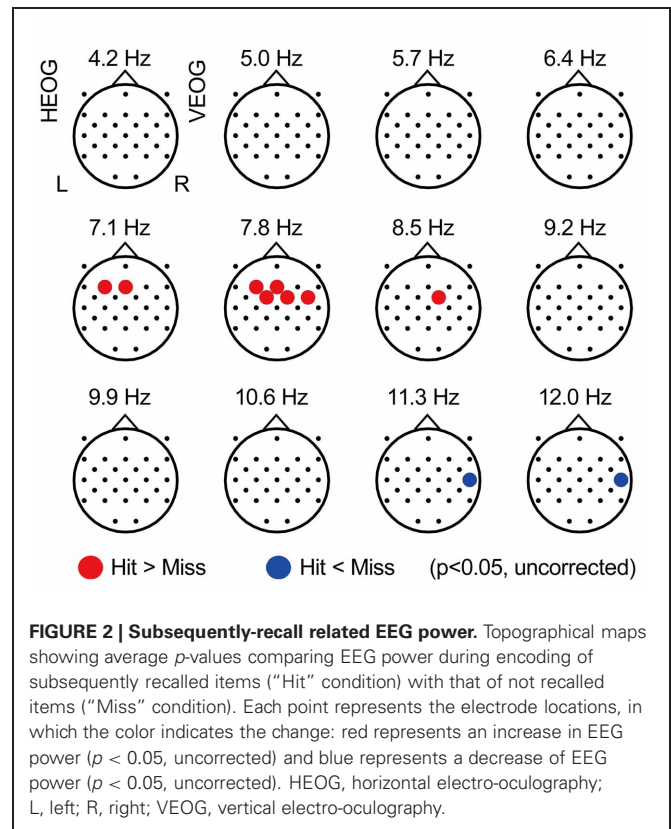 4.2 Hz 5.0 Hz 5.7 Hz 6.4 Hz
HEOG VEOG
L R
7.1 Hz 7.8 Hz 8.5 Hz 9.2 Hz
9.9 Hz 10.6 Hz 11.3 Hz 12.0 Hz
Hit > Miss Hit < Miss (p<0.05, uncorrected)
FIGURE 2 | Subsequently-recall related EEG power. Topographical maps
showing average p-values comparing EEG power during encoding of
subsequently recalled items (“Hit” condition) with that of not recalled
items (“Miss” condition). Each point represents the electrode locations, in
which the color indicates the change: red represents an increase in EEG
power (p < 0.05, uncorrected) and blue represents a decrease of EEG
power (p < 0.05, uncorrected). HEOG, horizontal electro-oculography;
L, left; R, right; VEOG, vertical electro-oculography.